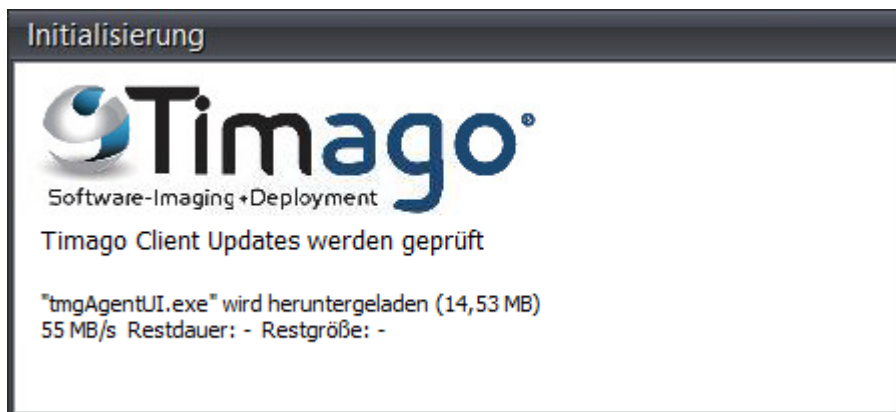 Initialisierung
Timago®
Software-Imaging+Deployment
Timago Client Updates werden geprüft
"tmgAgentUI.exe" wird heruntergeladen (14,53 MB)
55 MB/s Restdauer: - Restgröße: -